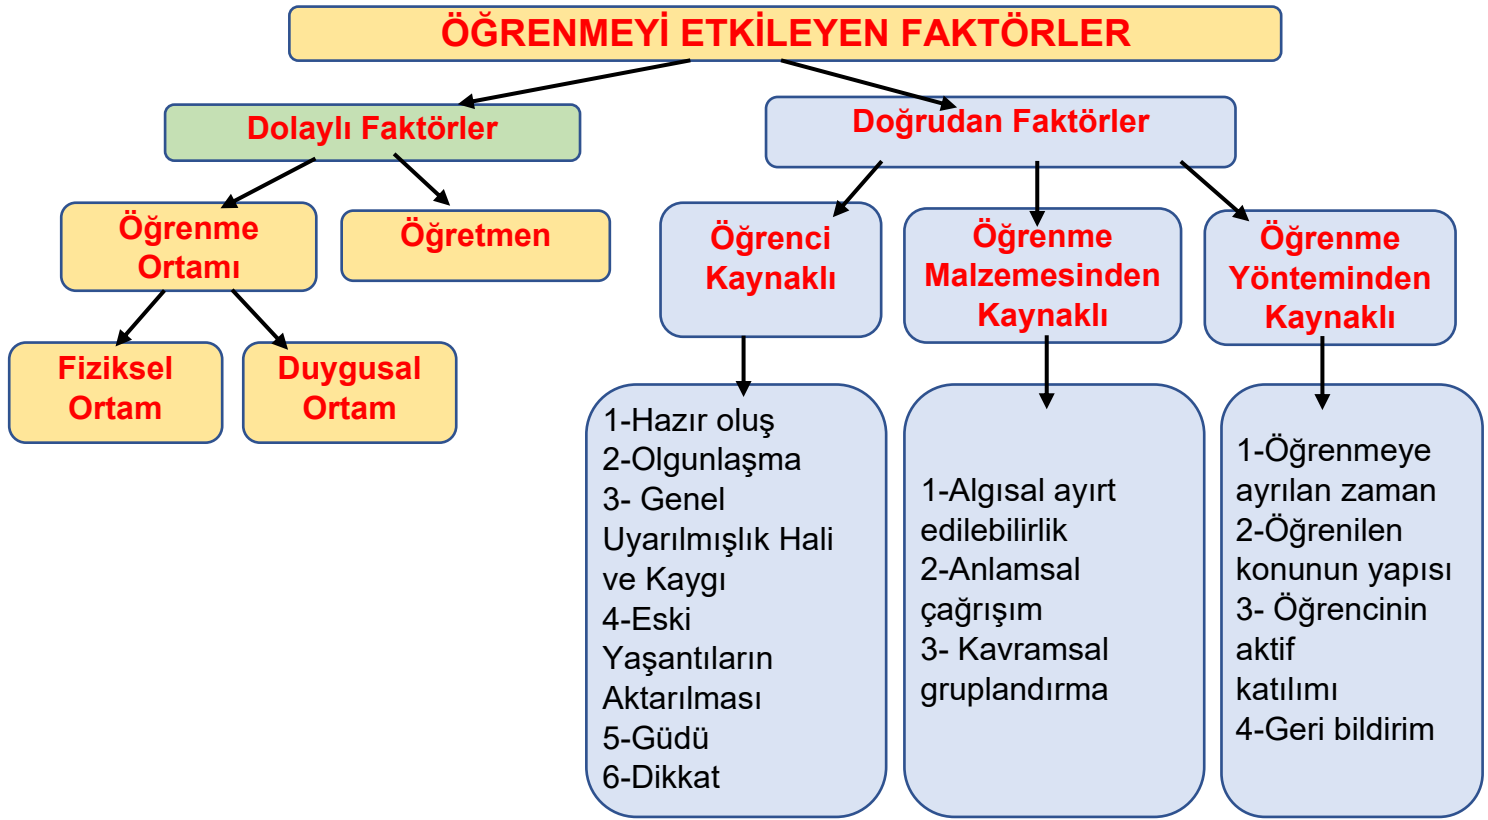 ÖĞRENMEYİ ETKİLEYEN FAKTÖRLER
Dolaylı Faktörler
Doğrudan Faktörler
Öğrenme
Ortamı
Öğretmen
Öğrenci
Kaynaklı
Öğrenme
Malzemesinden
Kaynaklı
Öğrenme
Yönteminden
Kaynaklı
Fiziksel
Ortam
Duygusal
Ortam
1-Hazır oluş
2-Olgunlaşma
3- Genel
Uyarılmışlık Hali
ve Kaygı
4-Eski
Yaşantıların
Aktarılması
5-Güdü
6-Dikkat
1-Algısal ayırt
edilebilirlik
2-Anlamsal
çağrışım
3- Kavramsal
gruplandırma
1-Öğrenmeye
ayrılan zaman
2-Öğrenilen
konunun yapısı
3- Öğrencinin
aktif
katılımı
4-Geri bildirim